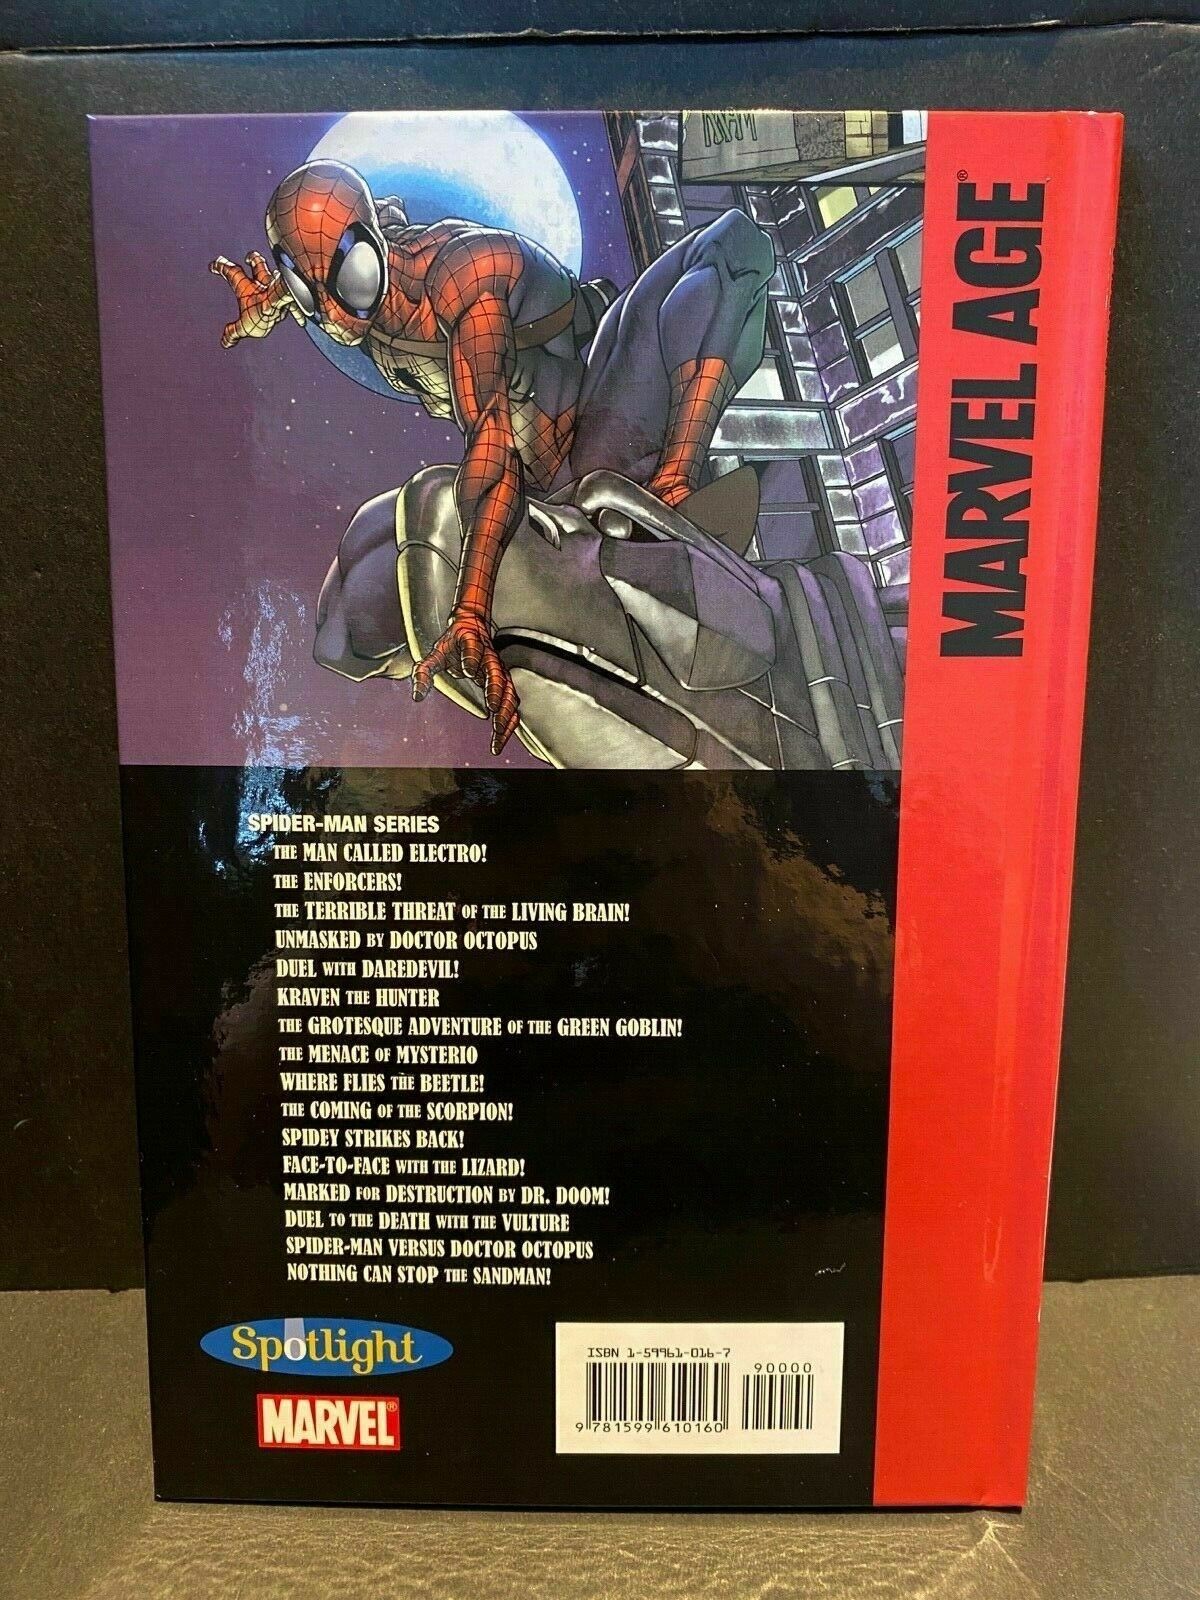 MARVEL AGE®
SPIDER-MAN SERIES
THE MAN CALLED ELECTRO!
THE ENFORCERS!
THE TERRIBLE THREAT OF THE LIVING BRAIN!
UNMASKED BY DOCTOR OCTOPUS
DUEL WITH DAREDEVIL!
KRAVEN THE HUNTER
THE GROTESQUE ADVENTURE OF THE GREEN GOBLIN!
THE MENACE OF MYSTERIO
WHERE FLIES THE BEETLE!
THE COMING OF THE SCORPION!
SPIDEY STRIKES BACK!
FACE-TO-FACE WITH THE LIZARD!
MARKED FOR DESTRUCTION BY DR. DOOM!
DUEL TO THE DEATH WITH THE VULTURE
SPIDER-MAN VERSUS DOCTOR OCTOPUS
NOTHING CAN STOP THE SANDMAN!
Spotlight
MARVEL®
ISBN 1-59961-016-7
90000
9 781599 610160